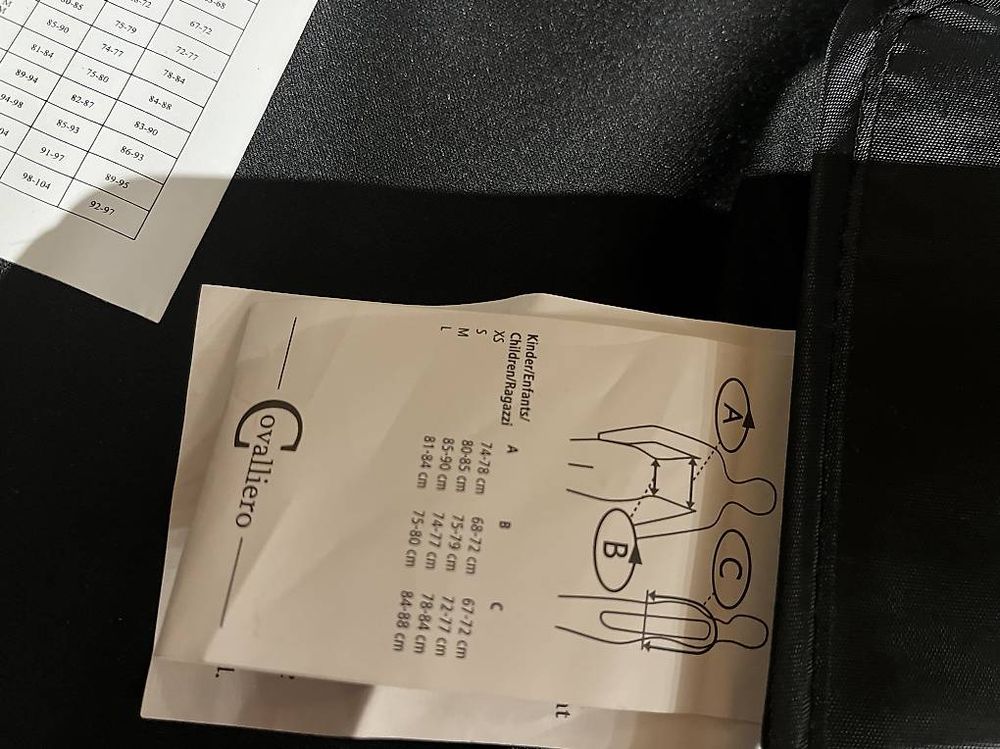 A
C
B
Kinder/Enfants/
Children/Ragazzi A B C
XS 74-78 cm 68-72 cm 67-72 cm
S 80-85 cm 75-79 cm 72-77 cm
M 85-90 cm 74-77 cm 78-84 cm
L 81-84 cm 75-80 cm 84-88 cm
Covalliero
68-72 67-72
80-85 75-79 72-77
85-90 74-77 78-84
81-84 75-80 84-88
89-94 82-87 83-90
94-98 85-93 86-93
91-97 89-95
98-104 92-97